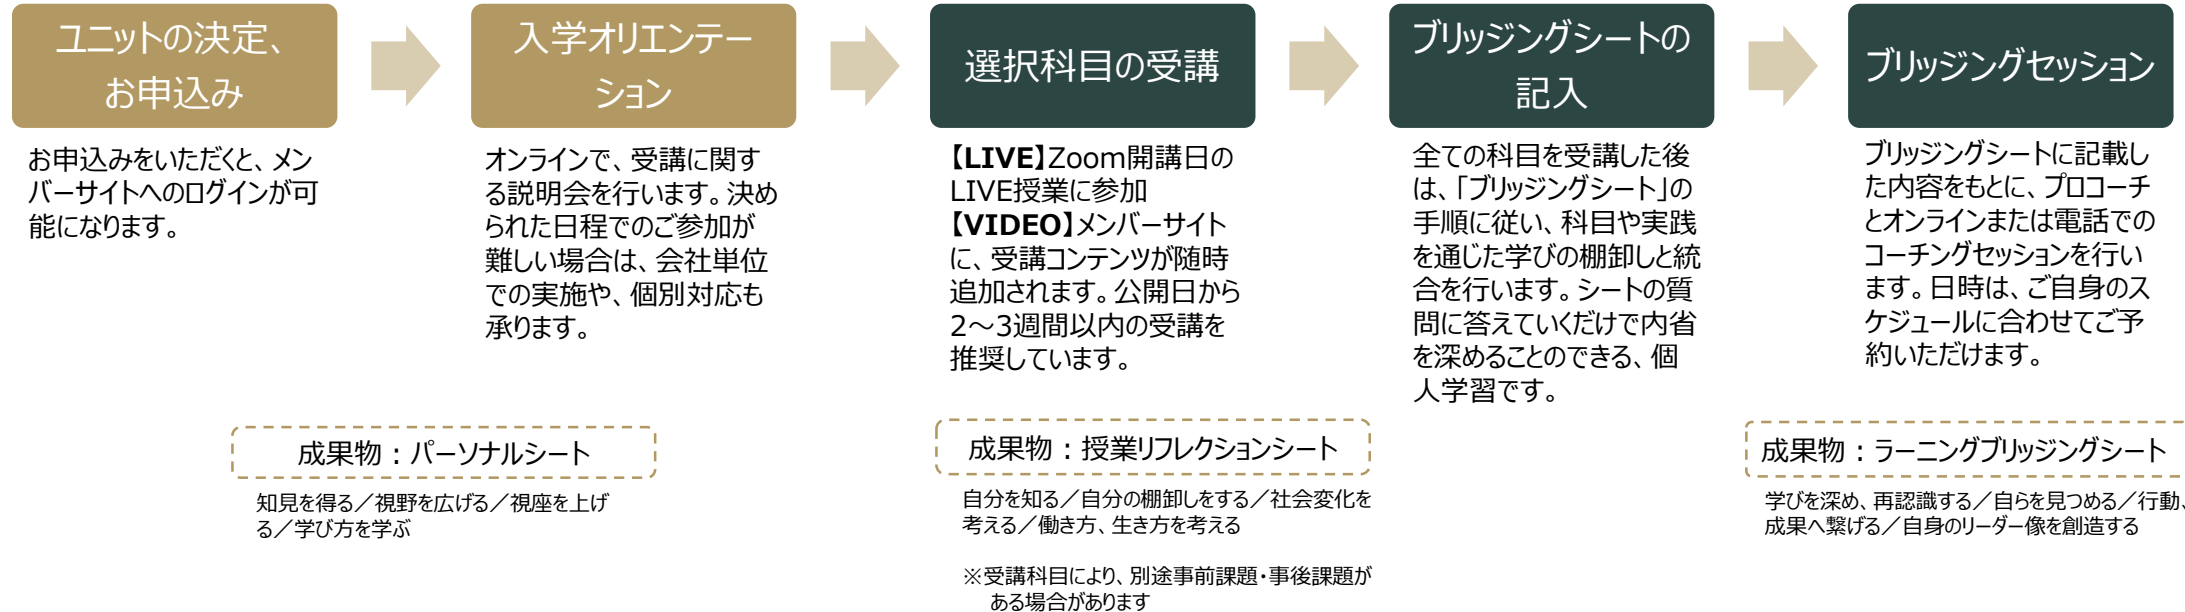 ユニットの決定、
お申込み
お申込みをいただくと、メン
バーサイトへのログインが可
能になります。
入学オリエンテー
ション
オンラインで、受講に関す
る説明会を行います。決め
られた日程でのご参加が
難しい場合は、会社単位
での実施や、個別対応も
承ります。
選択科目の受講
【LIVE】Zoom開講日の
LIVE授業に参加
【VIDEO】メンバーサイト
に、受講コンテンツが随時
追加されます。公開日から
2～3週間以内の受講を
推奨しています。
ブリッジングシートの
記入
全ての科目を受講した後
は、「ブリッジングシート」の
手順に従い、科目や実践
を通じた学びの棚卸しと統
合を行います。シートの質
問に答えていくだけで内省
を深めることのできる、個
人学習です。
ブリッジングセッション
ブリッジングシートに記載し
た内容をもとに、プロコーチ
とオンラインまたは電話での
コーチングセッションを行い
ます。日時は、ご自身のス
ケジュールに合わせてご予
約いただけます。
成果物：パーソナルシート
知見を得る／視野を広げる／視座を上げ
る／学び方を学ぶ
成果物：授業リフレクションシート
自分を知る／自分の棚卸しをする／社会変化を
考える／働き方、生き方を考える
※受講科目により、別途事前課題・事後課題が
ある場合があります
成果物：ラーニングブリッジングシート
学びを深め、再認識する／自らを見つめる／行動、
成果へ繋げる／自身のリーダー像を創造する